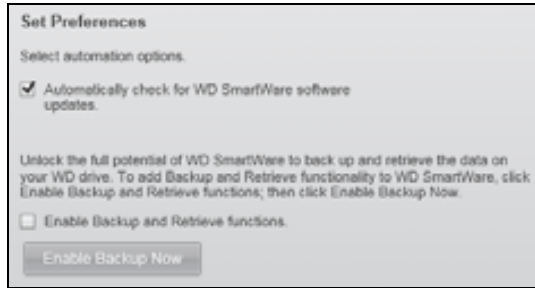 Set Preferences
Select automation options.
Automatically check for WD SmartWare software
updates.
Unlock the full potential of WD SmartWare to back up and retrieve the data on
your WD drive. To add Backup and Retrieve functionality to WD SmartWare, click
Enable Backup and Retrieve functions; then click Enable Backup Now.
Enable Backup and Retrieve functions.
Enable Backup Now